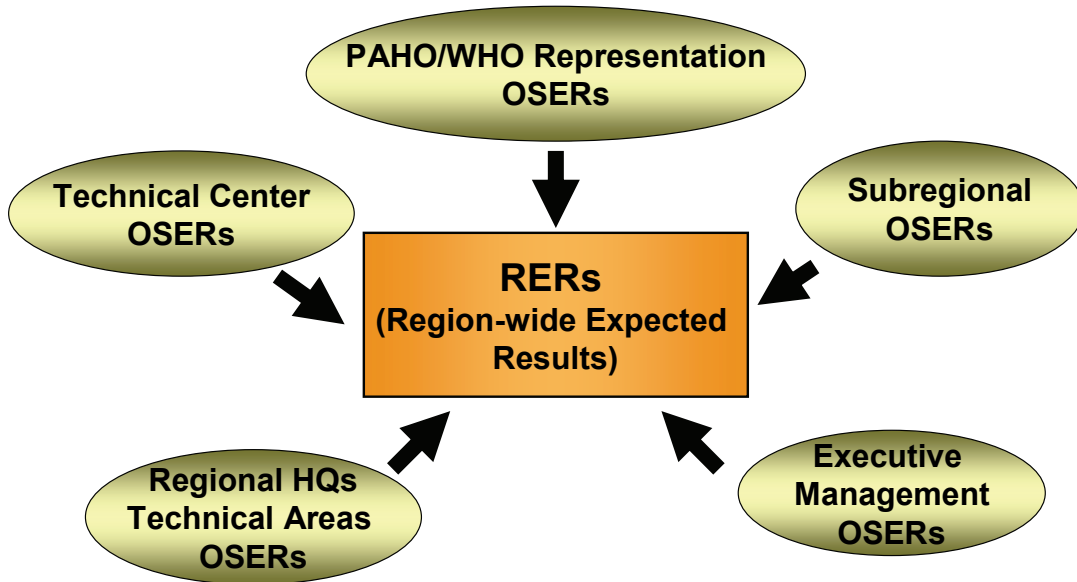 PAHO/WHO Representation
OSERs
Technical Center
OSERs
Subregional
OSERs
RERs
(Region-wide Expected
Results)
Regional HQs
Technical Areas
OSERs
Executive
Management
OSERs